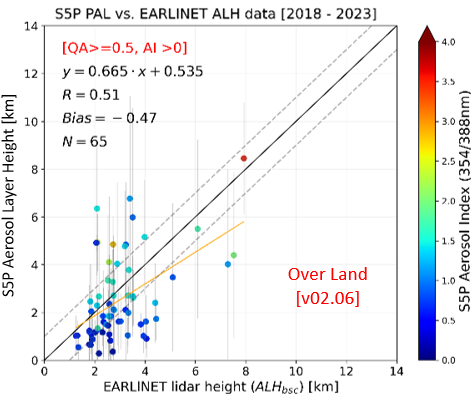 S5P PAL vs. EARLINET ALH data [2018 - 2023]
[QA>=0.5, AI >0]
y = 0.665 · x + 0.535
R = 0.51
Bias = − 0.47
N = 65
Over Land
[v02.06]
S5P Aerosol Layer Height [km]
14
12
10
8
6
4
2
0
0 2 4 6 8 10 12 14
EARLINET lidar height (ALHbsc) [km]
4.0
3.5
3.0
2.5
2.0
1.5
1.0
0.5
0.0
S5P Aerosol Index (354/388nm)